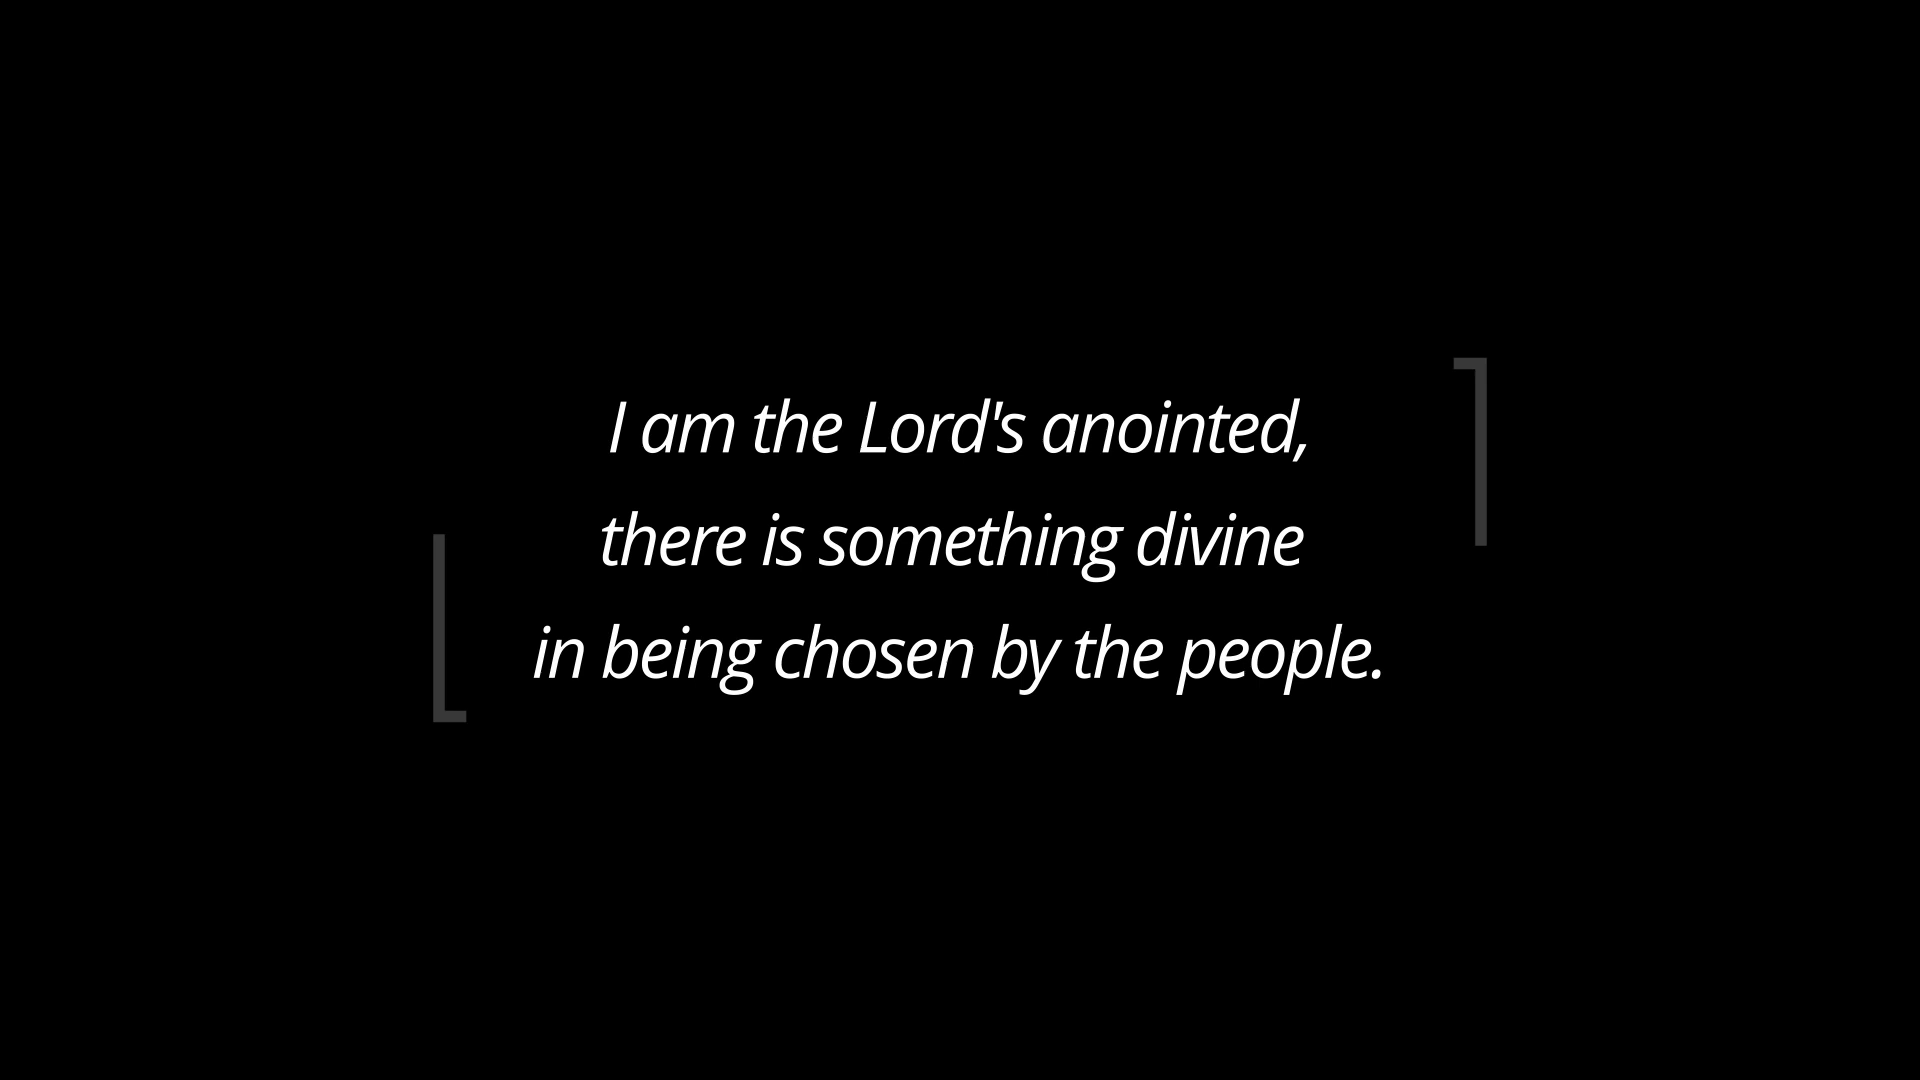 I am the Lord's anointed,
there is something divine
in being chosen by the people.